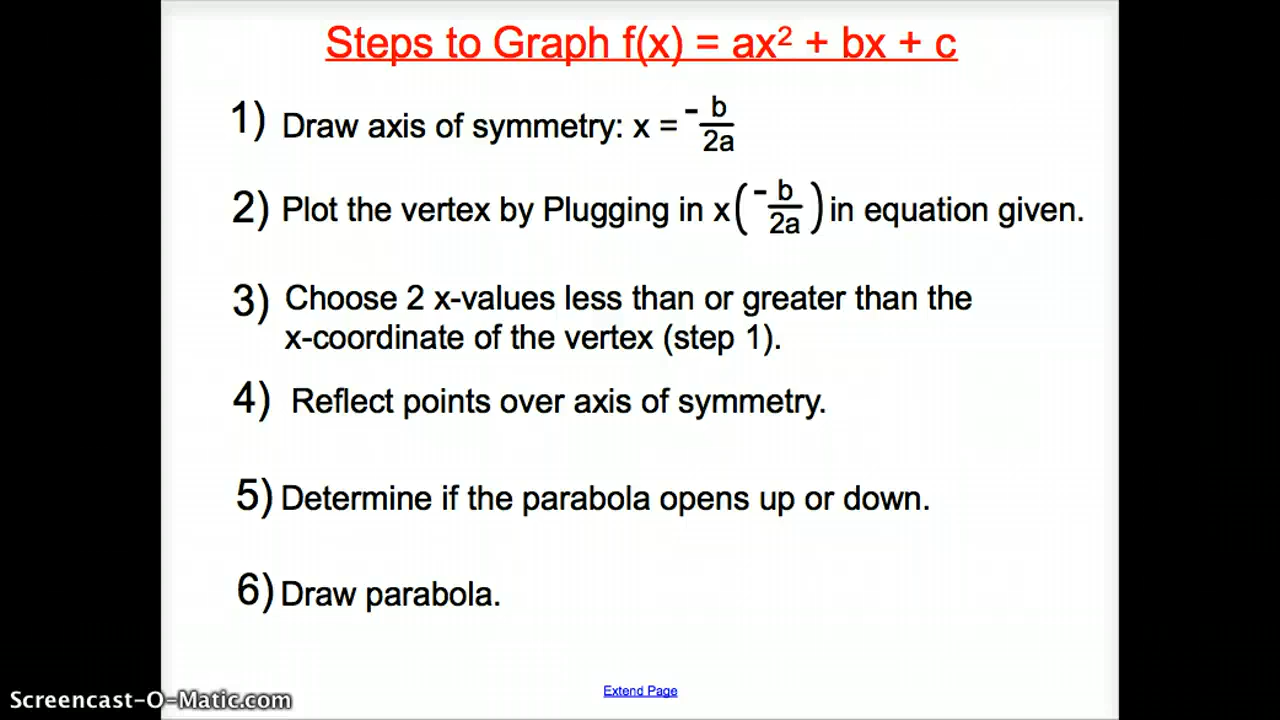 Steps to Graph f(x) = ax² + bx + c
1) Draw axis of symmetry: x = -b/2a
2) Plot the vertex by Plugging in x(-b/2a) in equation given.
3) Choose 2 x-values less than or greater than the
x-coordinate of the vertex (step 1).
4) Reflect points over axis of symmetry.
5) Determine if the parabola opens up or down.
6) Draw parabola.
Extend Page
Screencast-O-Matic.com